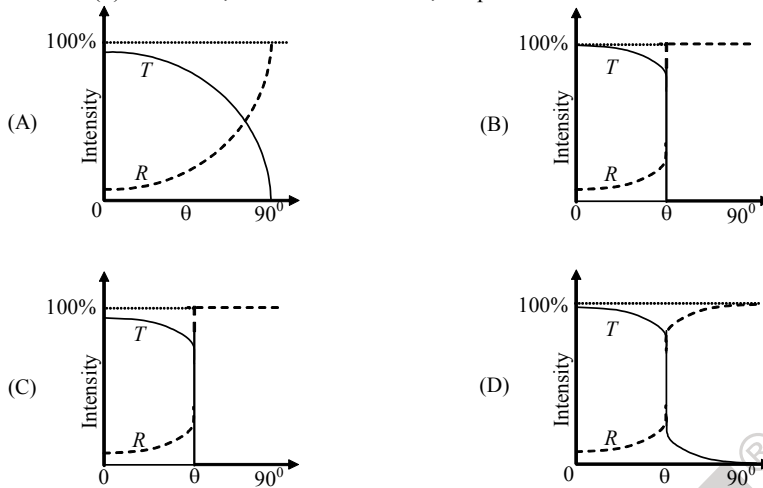 100%
T
Intensity
R
0
θ
90⁰
(A)
100%
T
Intensity
R
0
θ
90⁰
(B)
100%
T
Intensity
R
0
θ
90⁰
(C)
100%
T
Intensity
R
0
θ
90⁰
(D)
®